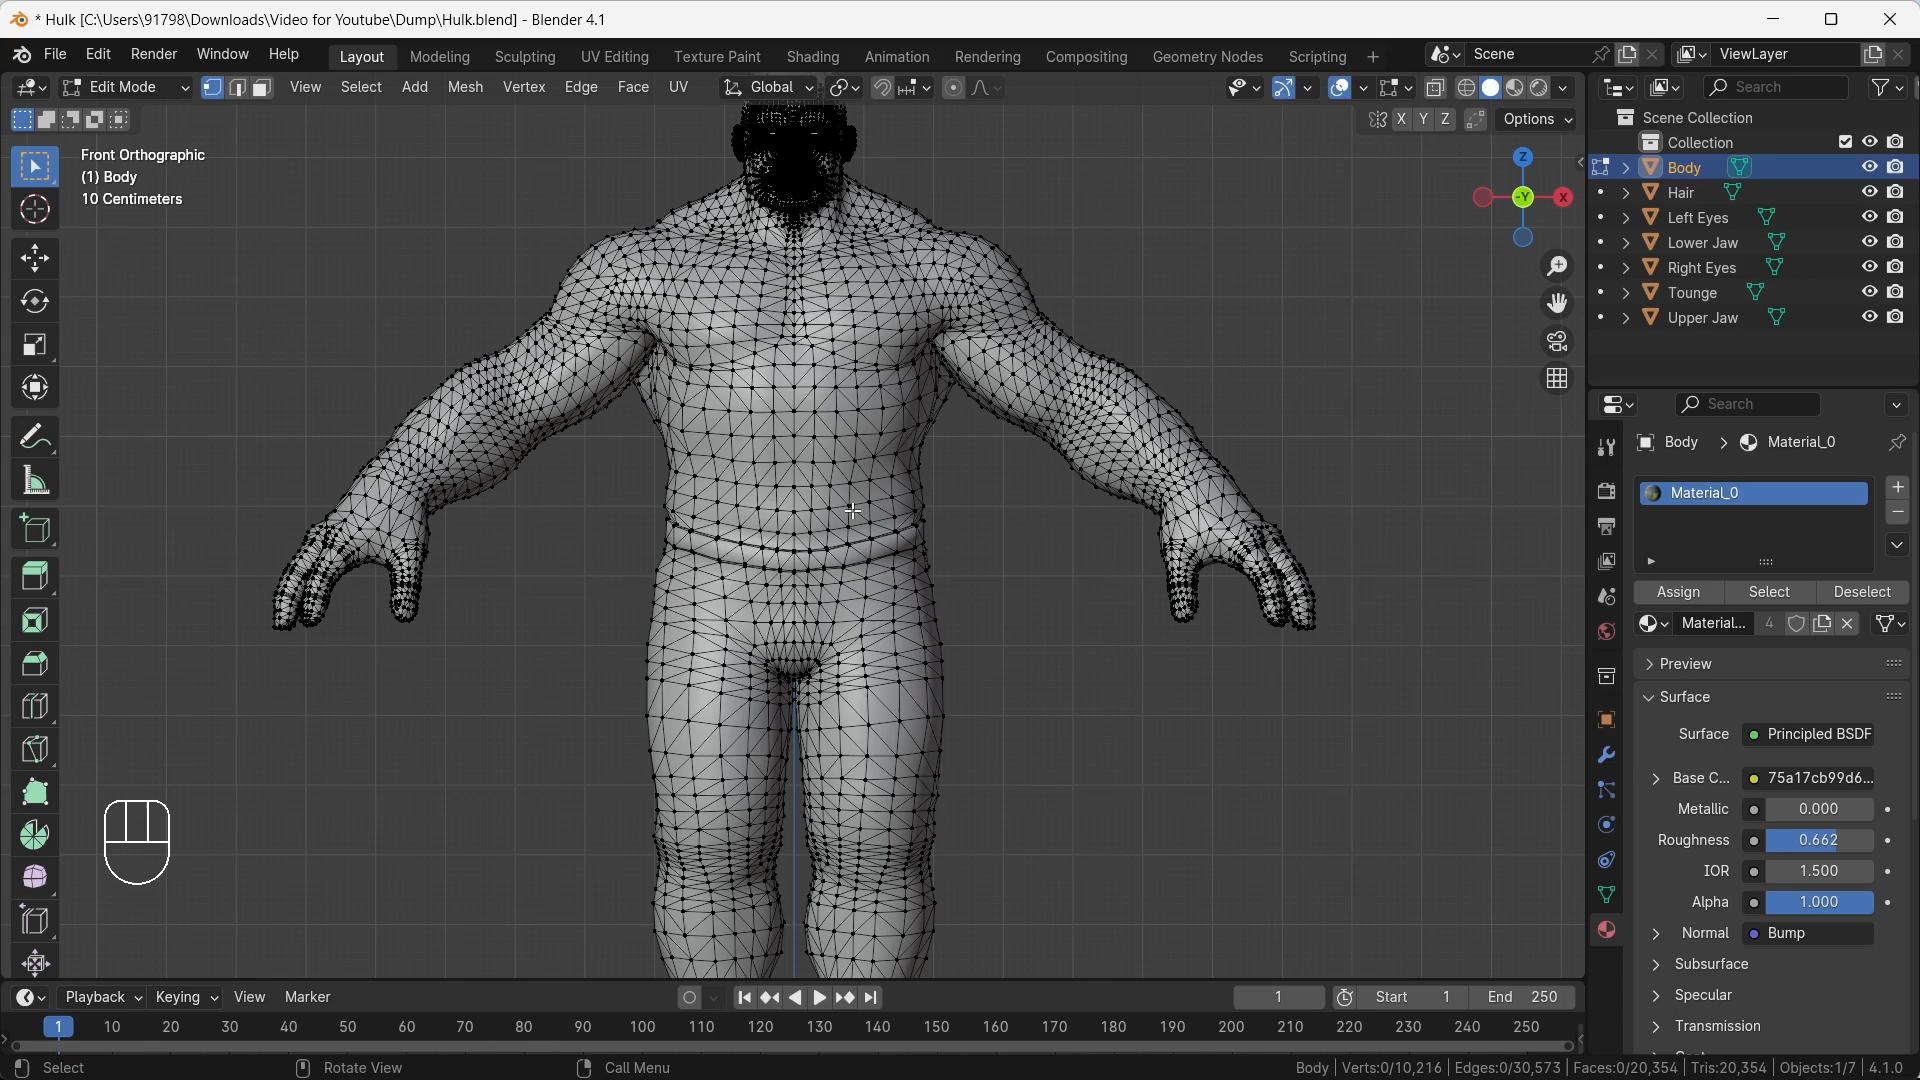 * Hulk [C:\Users\91798\Downloads\Video for Youtube\Dump\Hulk.blend] - Blender 4.1
File Edit Render Window Help Layout Modeling Sculpting UV Editing Texture Paint Shading Animation Rendering Compositing Geometry Nodes Scripting + Scene ViewLayer
Edit Mode View Select Add Mesh Vertex Edge Face UV Global Search
X Y Z Options
Scene Collection
Collection
Body
Hair
Left Eyes
Lower Jaw
Right Eyes
Tounge
Upper Jaw
Front Orthographic
(1) Body
10 Centimeters
Z
-Y
X
Search
Body > Material_0
Material_0
Assign Select Deselect
Material... 4
Preview
Surface
Surface Principled BSDF
Base C... 75a17cb99d6...
Metallic 0.000
Roughness 0.662
IOR 1.500
Alpha 1.000
Normal Bump
Subsurface
Specular
Transmission
Playback Keying View Marker 1 Start 1 End 250
1 10 20 30 40 50 60 70 80 90 100 110 120 130 140 150 160 170 180 190 200 210 220 230 240 250
Select Rotate View Call Menu Body | Verts:0/10,216 | Edges:0/30,573 | Faces:0/20,354 | Tris:20,354 | Objects:1/7 | 4.1.0